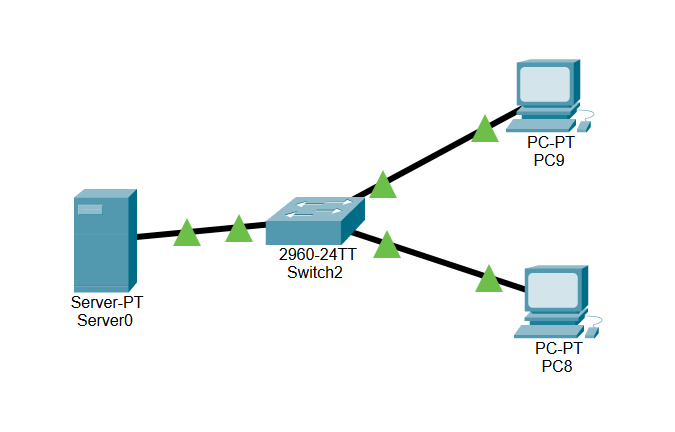 PC-PT
PC9
2960-24TT
Switch2
Server-PT
Server0
PC-PT
PC8